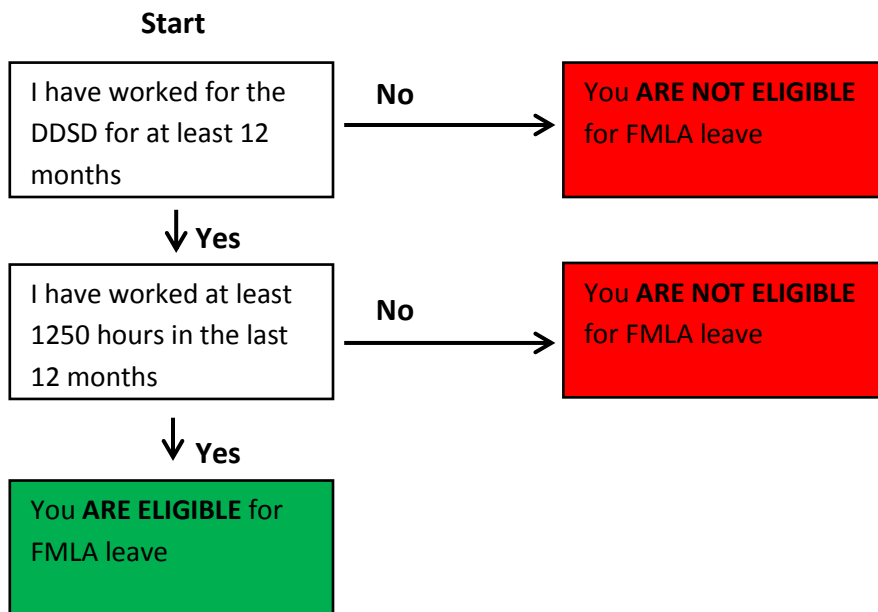 Start
I have worked for the
DDSD for at least 12
months
No
You ARE NOT ELIGIBLE
for FMLA leave
Yes
I have worked at least
1250 hours in the last
12 months
No
You ARE NOT ELIGIBLE
for FMLA leave
Yes
You ARE ELIGIBLE for
FMLA leave